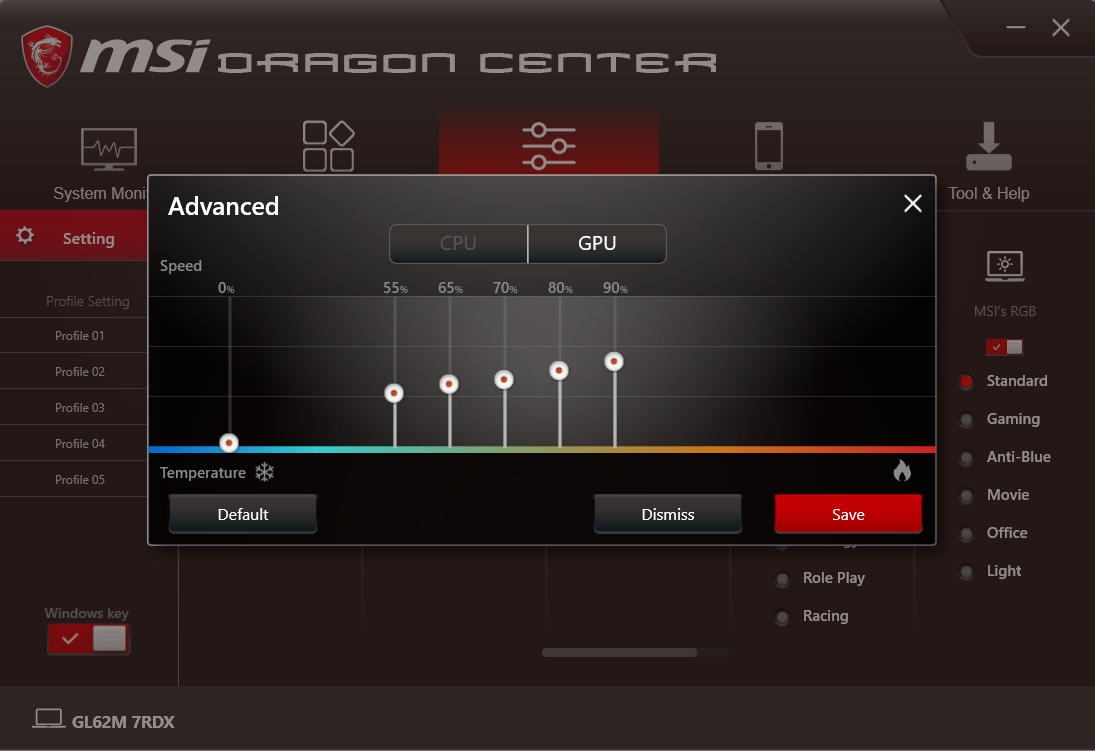 msi DRAGON CENTER
System Moni
Tool & Help
Advanced
CPU GPU
Setting
Speed
0% 55% 65% 70% 80% 90%
Profile Setting
Profile 01
Profile 02
Profile 03
Profile 04
Profile 05
MSI's RGB
Standard
Gaming
Anti-Blue
Movie
Office
Light
Temperature
Default Dismiss Save
Role Play
Racing
Windows key
GL62M 7RDX